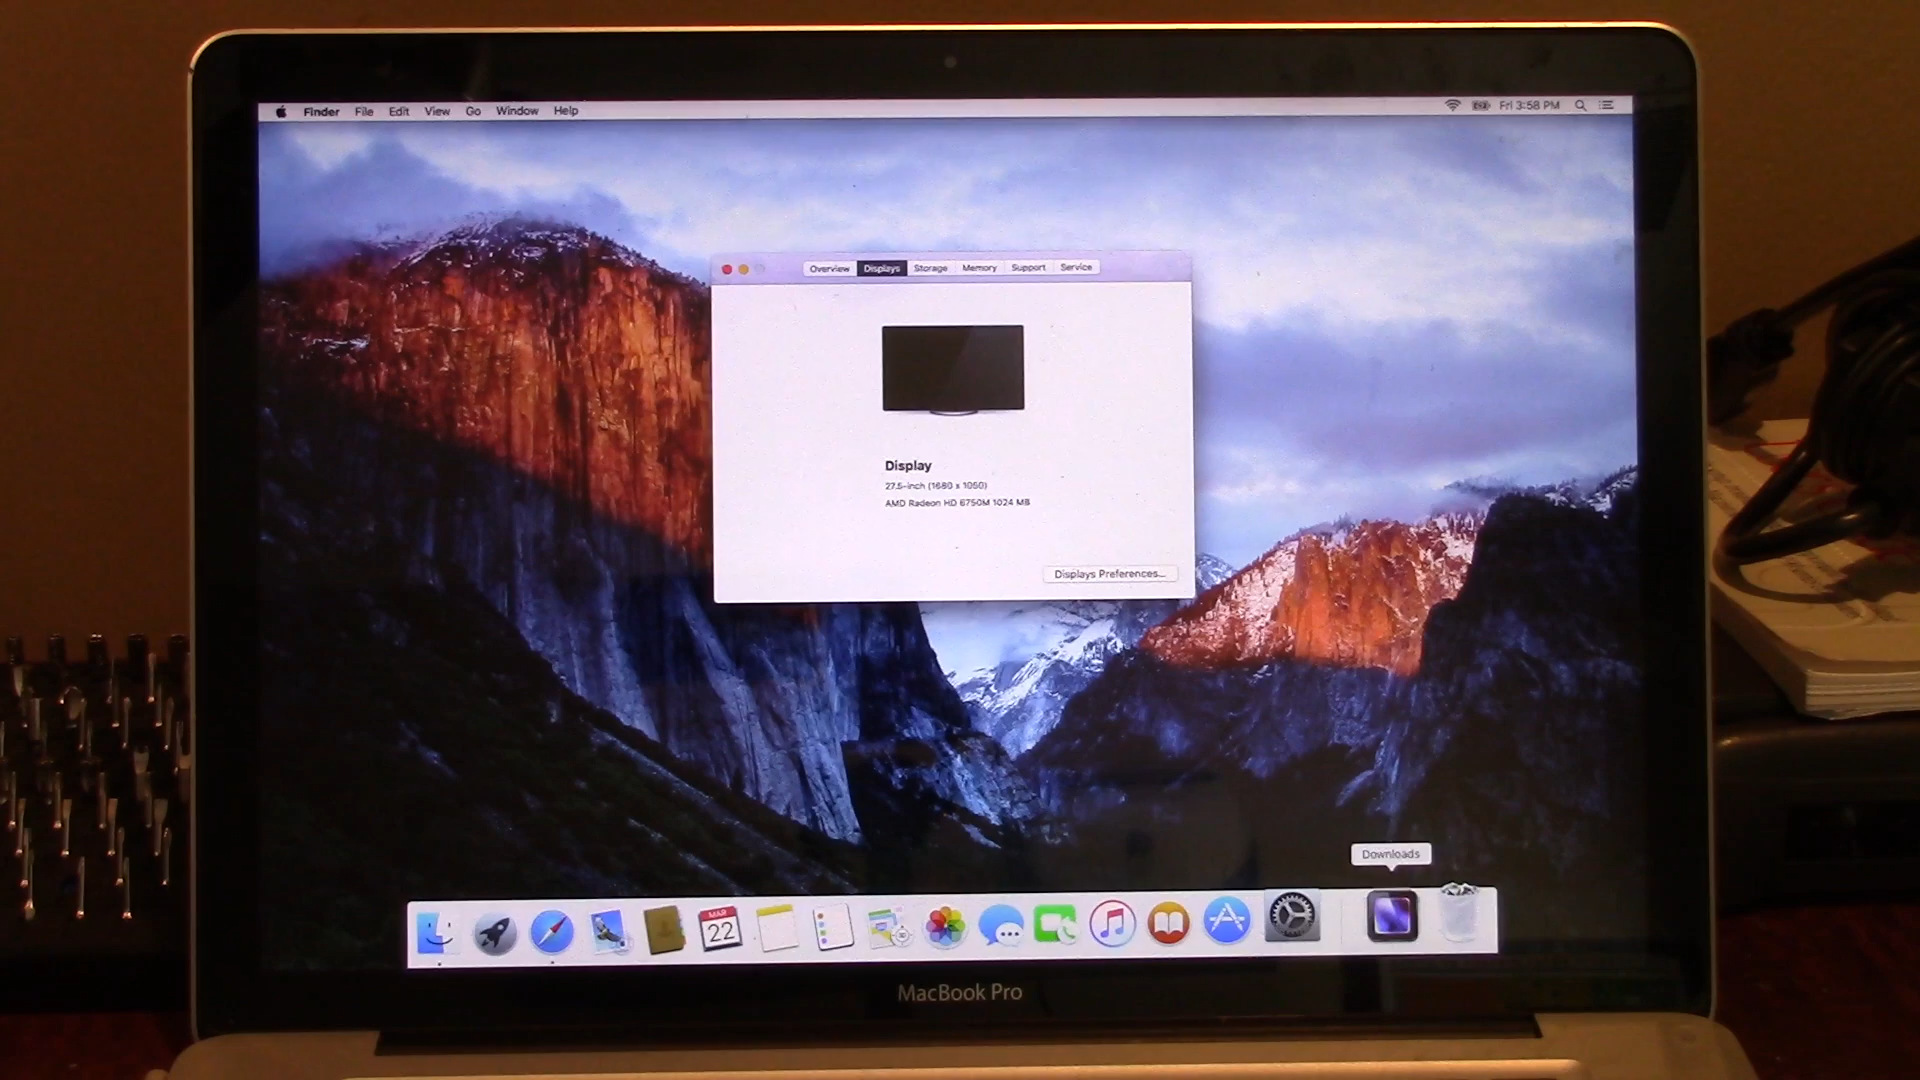 Finder File Edit View Go Window Help
Fri 3:58 PM
Overview Displays Storage Memory Support Service
Display
27.5-inch (1680 x 1050)
AMD Radeon HD 6750M 1024 MB
Displays Preferences...
Downloads
MAR
22
MacBook Pro